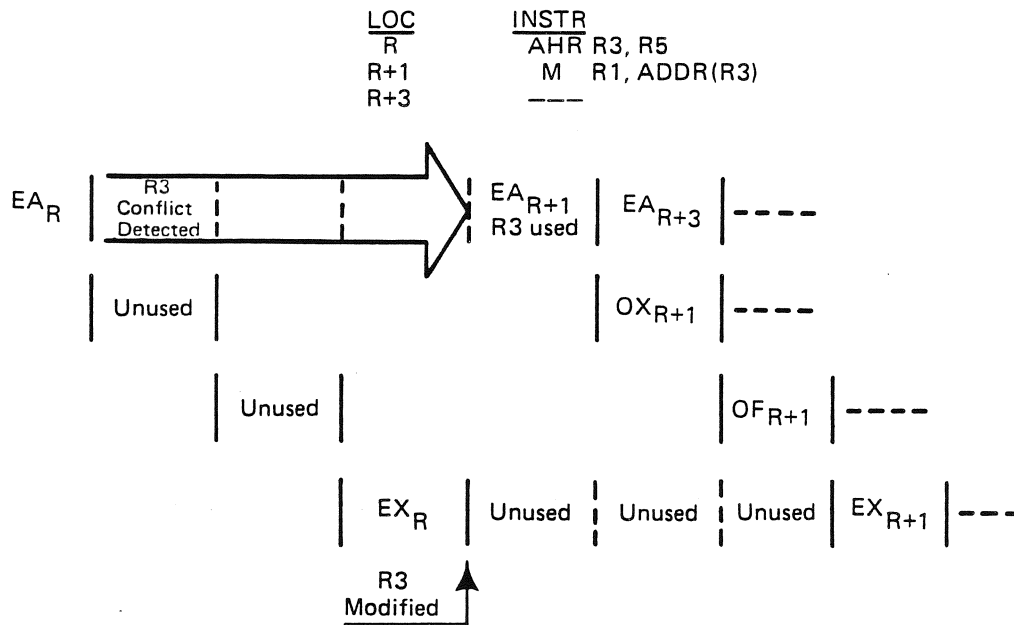 LOC INSTR
R AHR R3, R5
R+1 M R1, ADDR(R3)
R+3 ---
EA_R R3 Conflict Detected EA_R+1 R3 used EA_R+3 -----
Unused OX_R+1 -----
Unused OF_R+1 -----
EX_R Unused Unused Unused EX_R+1 ----
R3
Modified